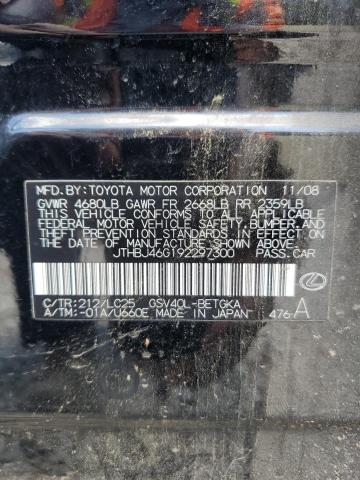 MFD. BY: TOYOTA MOTOR CORPORATION 11/08
GVWR 4680LB GAWR FR 2668LB RR 2359LB
THIS VEHICLE CONFORMS TO ALL APPLICABLE
FEDERAL MOTOR VEHICLE SAFETY, BUMPER, AND
THEFT PREVENTION STANDARDS IN EFFECT ON
THE DATE OF MANUFACTURE SHOWN ABOVE.
JTHBJ46G192297300 PASS.CAR
C/TR:212/LC25 GSV40L-BETGKA
A/TM:-01A/U660E MADE IN JAPAN 476-A